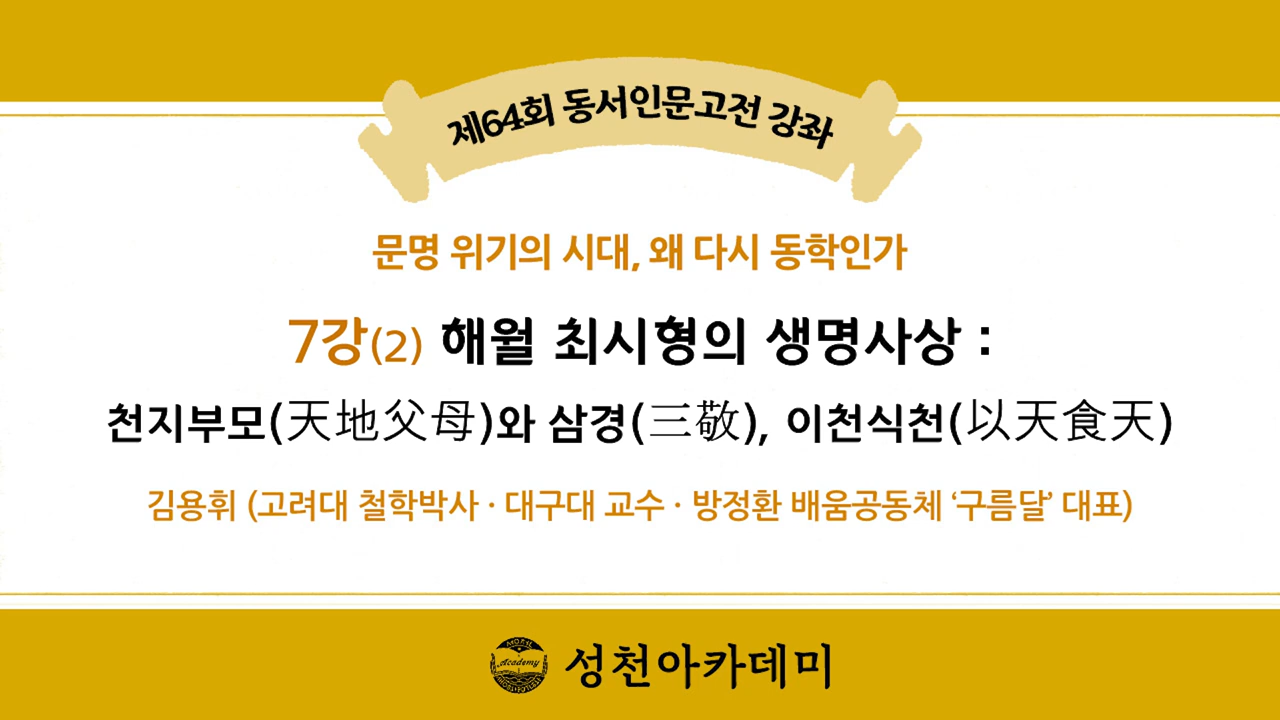 제64회 동서인문고전 강좌
문명 위기의 시대, 왜 다시 동학인가
7강(2) 해월 최시형의 생명사상 :
천지부모(天地父母)와 삼경(三敬), 이천식천(以天食天)
김용휘 (고려대 철학박사 · 대구대 교수 · 방정환 배움공동체 ‘구름달’ 대표)
Academy
성천아카데미